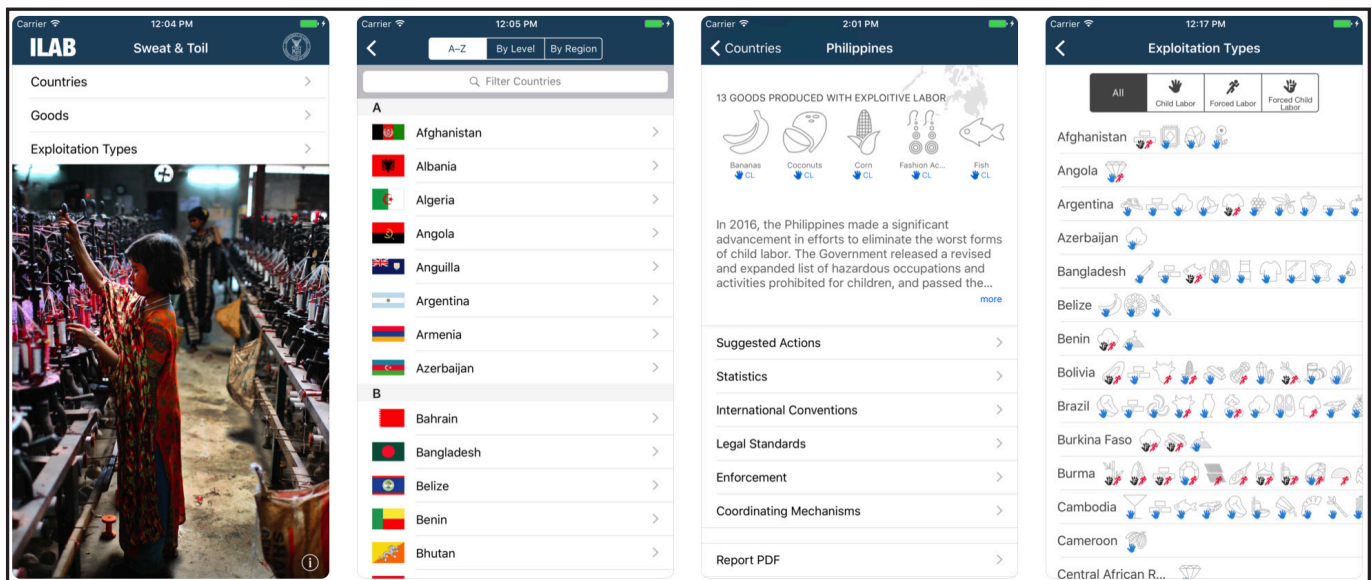 Carrier 12:04 PM
ILAB Sweat & Toil
Countries
Goods
Exploitation Types
Carrier 12:05 PM
A–Z By Level By Region
Filter Countries
A
Afghanistan
Albania
Algeria
Angola
Anguilla
Argentina
Armenia
Azerbaijan
B
Bahrain
Bangladesh
Belize
Benin
Bhutan
Carrier 2:01 PM
Countries Philippines
13 GOODS PRODUCED WITH EXPLOITIVE LABOR
Bananas Coconuts Corn Fashion Ac... Fish
CL CL CL CL CL
In 2016, the Philippines made a significant
advancement in efforts to eliminate the worst forms
of child labor. The Government released a revised
and expanded list of hazardous occupations and
activities prohibited for children, and passed the...
more
Suggested Actions
Statistics
International Conventions
Legal Standards
Enforcement
Coordinating Mechanisms
Report PDF
Carrier 12:17 PM
Exploitation Types
All Child Labor Forced Labor Forced Child
Labor
Afghanistan
Angola
Argentina
Azerbaijan
Bangladesh
Belize
Benin
Bolivia
Brazil
Burkina Faso
Burma
Cambodia
Cameroon
Central African R...